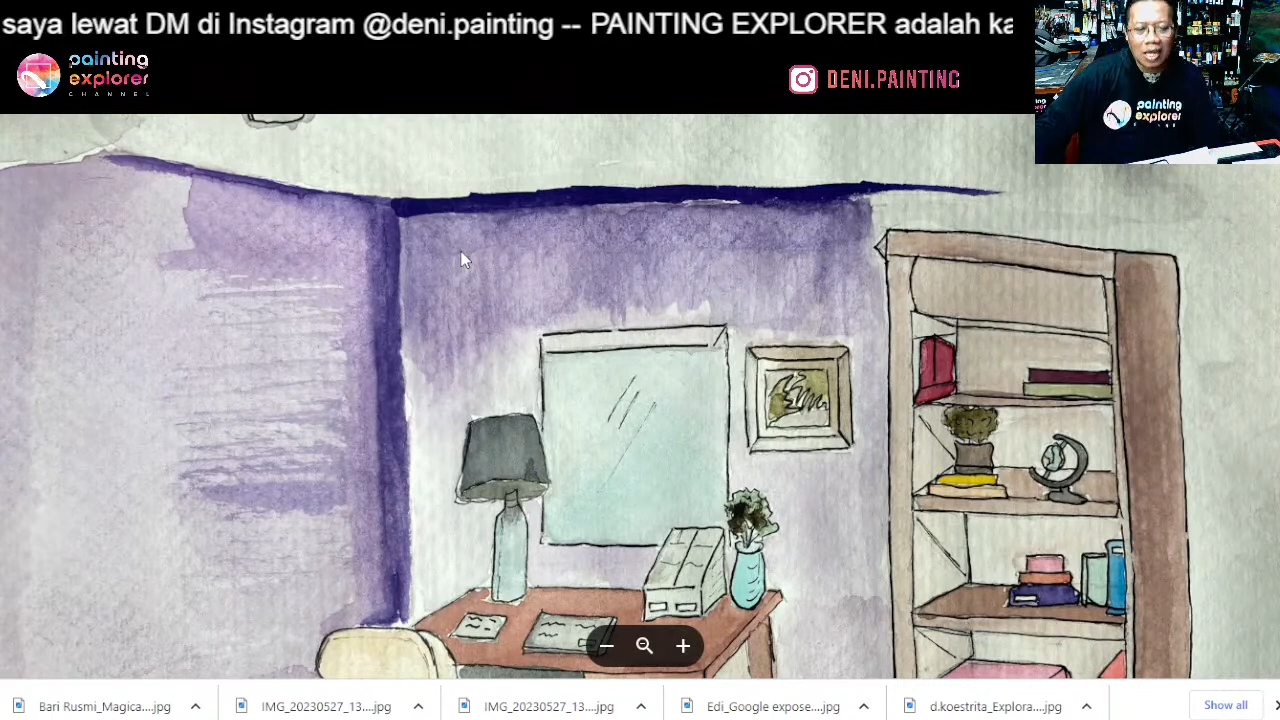 saya lewat DM di Instagram @deni.painting -- PAINTING EXPLORER adalah ka
painting
explorer
CHANNEL
DENI.PAINTING
painting
explorer
Bari Rusmi_Magica....jpg
IMG_20230527_13....jpg
IMG_20230527_13....jpg
Edi_Google expose....jpg
d.koestrita_Explora....jpg
Show all